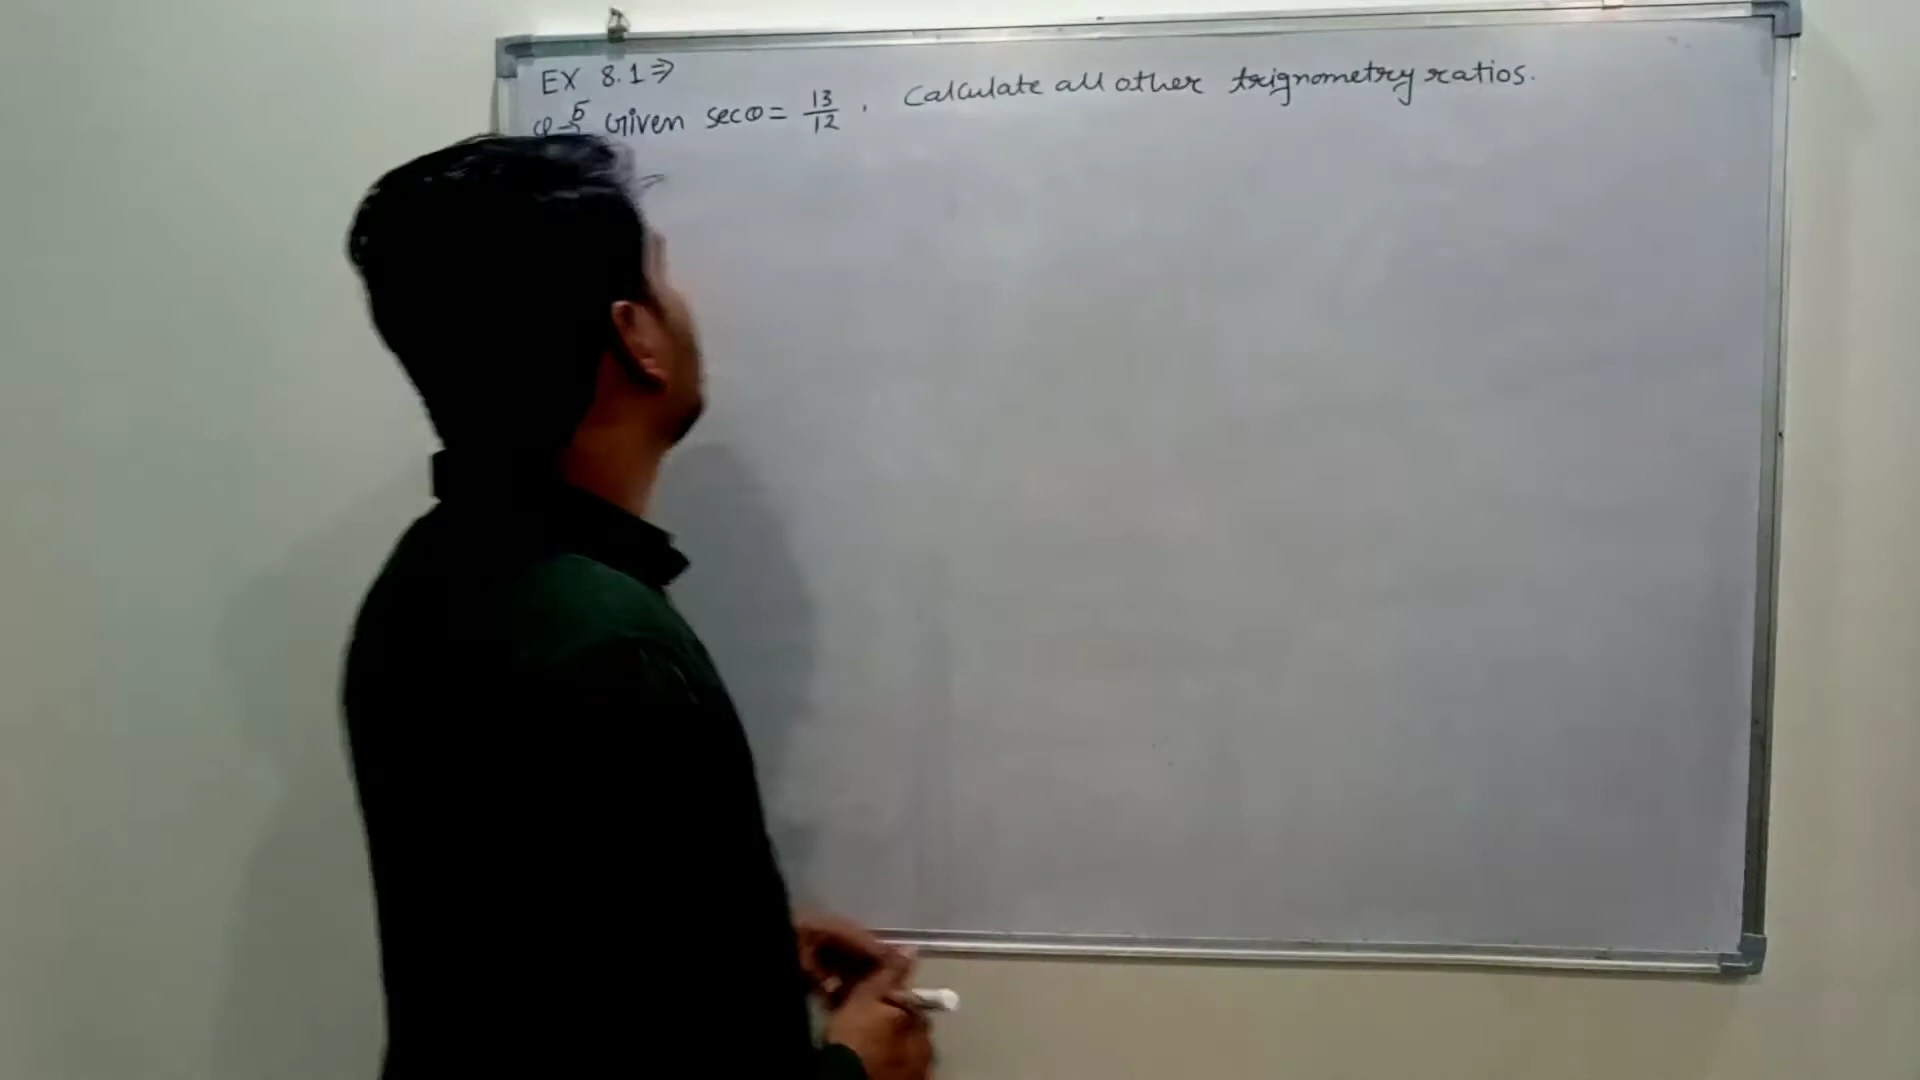 EX 8.1⇒
Q→5 Given secθ = 13/12 . Calculate all other trignometry ratios.